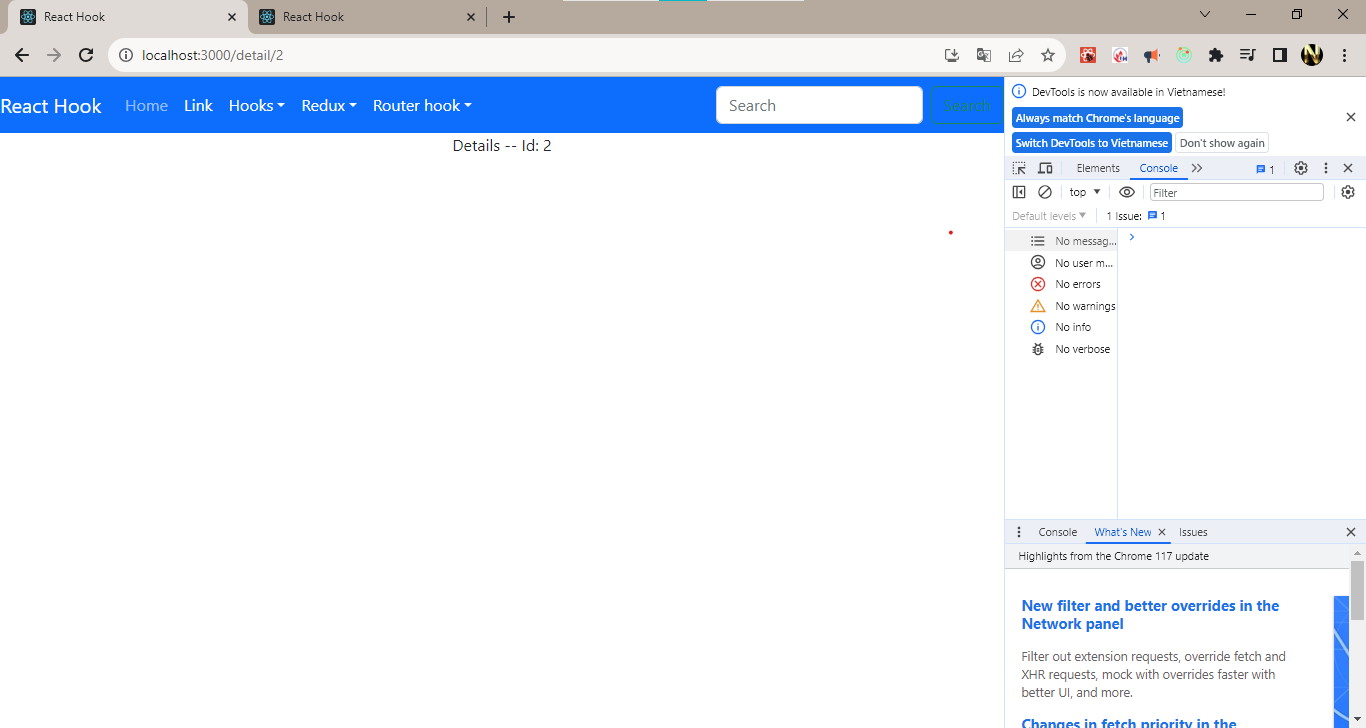 React Hook
React Hook
localhost:3000/detail/2
React Hook Home Link Hooks Redux Router hook Search Search
Details -- Id: 2
DevTools is now available in Vietnamese!
Always match Chrome's language
Switch DevTools to Vietnamese Don't show again
Elements Console 1
top Filter
Default levels 1 Issue: 1
No messag...
No user m...
No errors
No warnings
No info
No verbose
Console What's New Issues
Highlights from the Chrome 117 update
New filter and better overrides in the
Network panel
Filter out extension requests, override fetch and
XHR requests, mock with overrides faster with
better UI, and more.
Changes in fetch priority in the